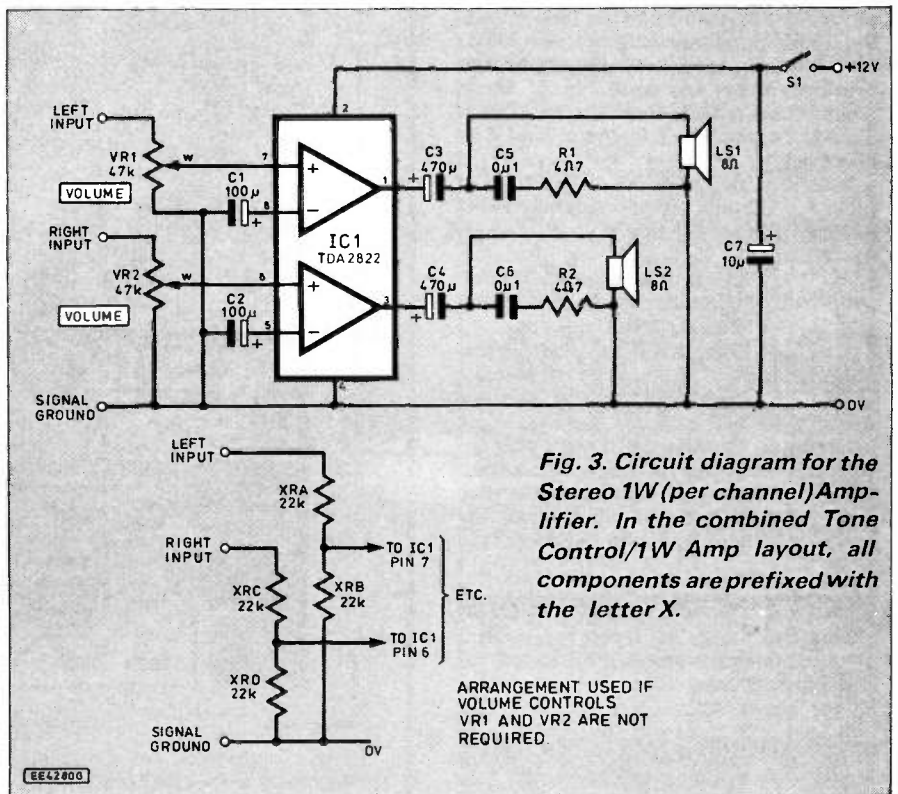 +12V
S1
2
LEFT
INPUT
VR1
47k
W
7
VOLUME
C1
100µ
8
+
+
−
1
IC1
TDA2822
C3
470µ
+
C5
0µ1
R1
4Ω7
LS1
8Ω
RIGHT
INPUT
VR2
47k
W
6
VOLUME
C2
100µ
5
+
+
−
3
C4
470µ
+
C6
0µ1
R2
4Ω7
LS2
8Ω
C7
10µ
+
4
SIGNAL
GROUND
0V
LEFT
INPUT
XRA
22k
RIGHT
INPUT
TO IC1
PIN 7
XRC
22k
XRB
22k
ETC.
TO IC1
PIN 6
XRD
22k
SIGNAL
GROUND
0V
ARRANGEMENT USED IF
VOLUME CONTROLS
VR1 AND VR2 ARE NOT
REQUIRED.
Fig. 3. Circuit diagram for the
Stereo 1W (per channel) Amp-
lifier. In the combined Tone
Control/1W Amp layout, all
components are prefixed with
the letter X.
EE4280G